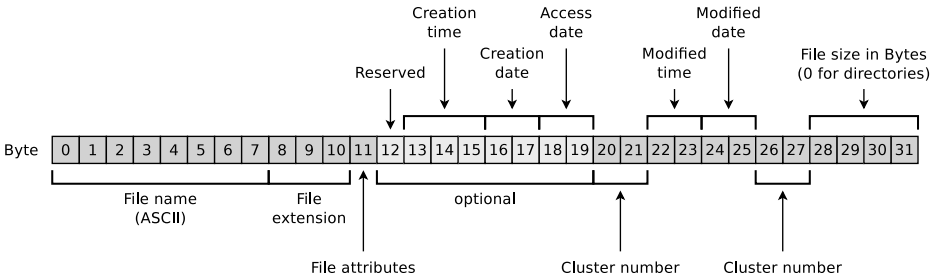 Creation
time
Access
date
Modified
date
Reserved
Creation
date
Modified
time
File size in Bytes
(0 for directories)
Byte 0 1 2 3 4 5 6 7 8 9 10 11 12 13 14 15 16 17 18 19 20 21 22 23 24 25 26 27 28 29 30 31
File name
(ASCII)
File
extension
optional
File attributes
Cluster number
Cluster number